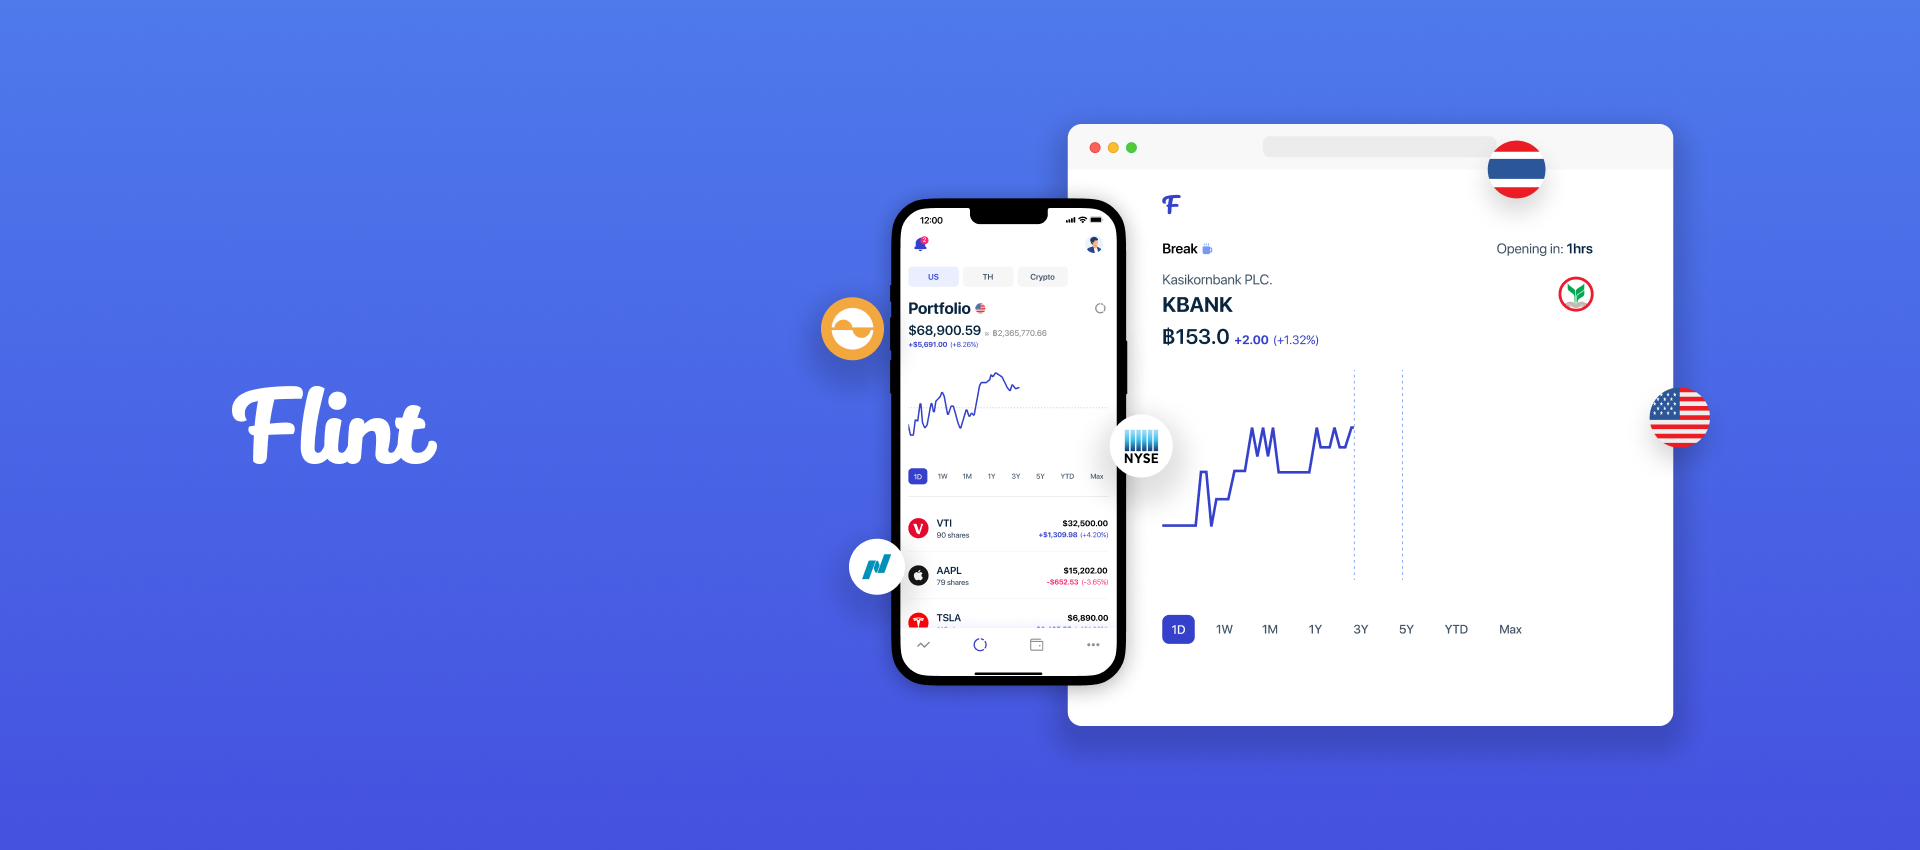 Flint
12:00
2
US TH Crypto
Portfolio
$68,900.59 ≈ ฿2,365,770.66
+$5,691.00 (+8.26%)
1D 1W 1M 1Y 3Y 5Y YTD Max
VTI $32,500.00
90 shares +$1,309.98 (+4.20%)
AAPL $15,202.00
79 shares -$652.53 (-3.65%)
TSLA $6,890.00
NYSE
F
Break Opening in: 1hrs
Kasikornbank PLC.
KBANK
฿153.0 +2.00 (+1.32%)
1D 1W 1M 1Y 3Y 5Y YTD Max